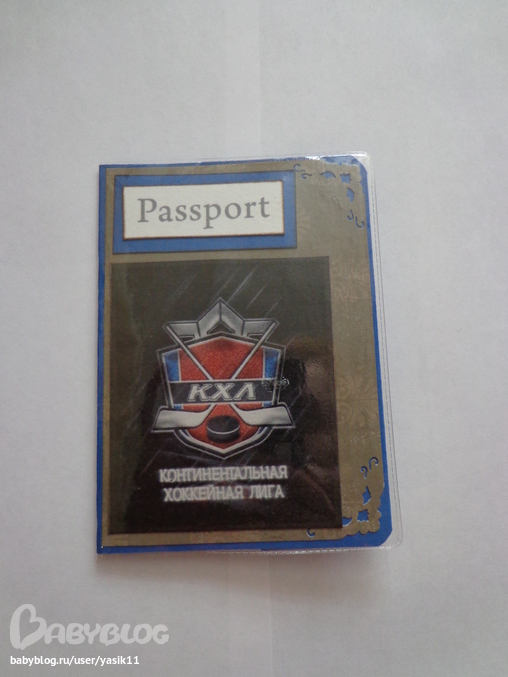 Passport
КХЛ
КОНТИНЕНТАЛЬНАЯ
ХОККЕЙНАЯ ЛИГА
BABYBLOG
babyblog.ru/user/yasik11